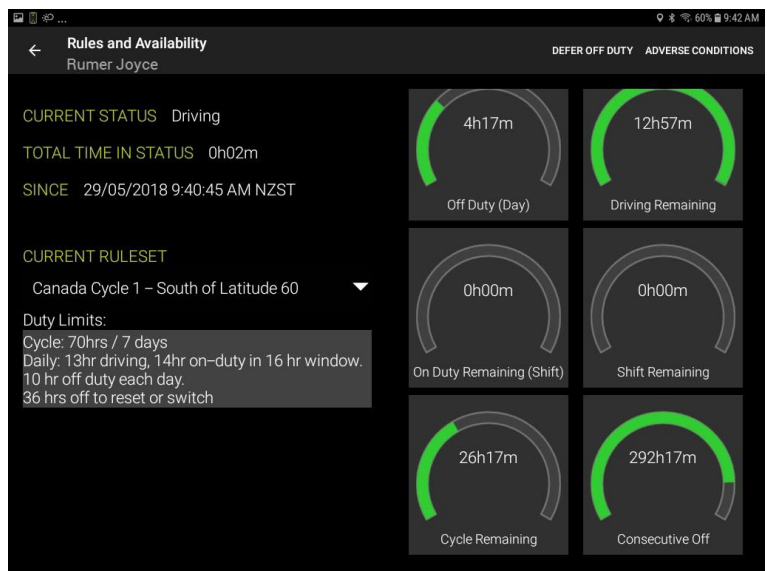 ... 60% 9:42 AM
Rules and Availability
Rumer Joyce
DEFER OFF DUTY ADVERSE CONDITIONS
CURRENT STATUS Driving
TOTAL TIME IN STATUS 0h02m
SINCE 29/05/2018 9:40:45 AM NZST
CURRENT RULESET
Canada Cycle 1 – South of Latitude 60
Duty Limits:
Cycle: 70hrs / 7 days
Daily: 13hr driving, 14hr on–duty in 16 hr window.
10 hr off duty each day.
36 hrs off to reset or switch
4h17m
Off Duty (Day)
12h57m
Driving Remaining
0h00m
On Duty Remaining (Shift)
0h00m
Shift Remaining
26h17m
Cycle Remaining
292h17m
Consecutive Off